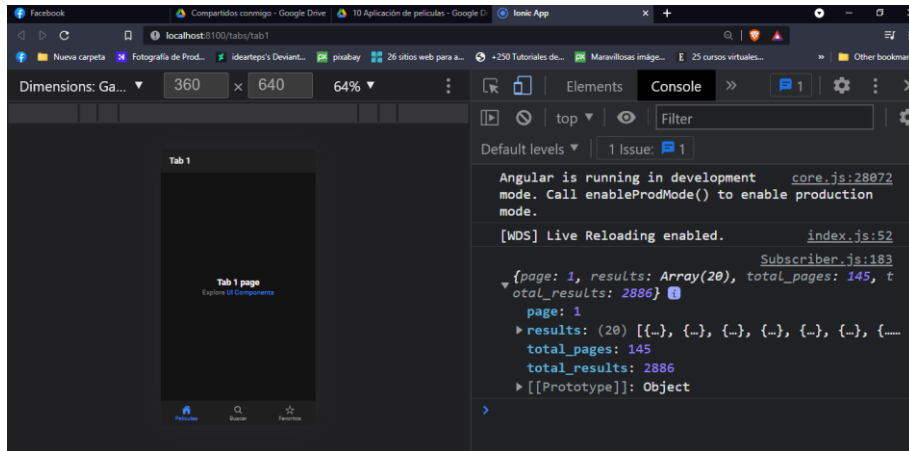 Facebook
Compartidos conmigo - Google Drive
10 Aplicación de peliculas - Google Dr
Ionic App
localhost:8100/tabs/tab1
Nueva carpeta
Fotografía de Prod...
idearteps's Deviant...
pixabay
26 sitios web para a...
+250 Tutoriales de...
Maravillosas imáge...
25 cursos virtuales...
Other bookmar
Dimensions: Ga... ▼ 360 × 640 64% ▼
Elements Console » 1
top ▼ Filter
Default levels ▼ 1 Issue: 1
Tab 1
Tab 1 page
Explore UI Components
Peliculas Buscar Favoritos
Angular is running in development core.js:28072
mode. Call enableProdMode() to enable production
mode.
[WDS] Live Reloading enabled. index.js:52
Subscriber.js:183
{page: 1, results: Array(20), total_pages: 145, t
otal_results: 2886} i
page: 1
results: (20) [{…}, {…}, {…}, {…}, {…}, {…}, {……
total_pages: 145
total_results: 2886
[[Prototype]]: Object